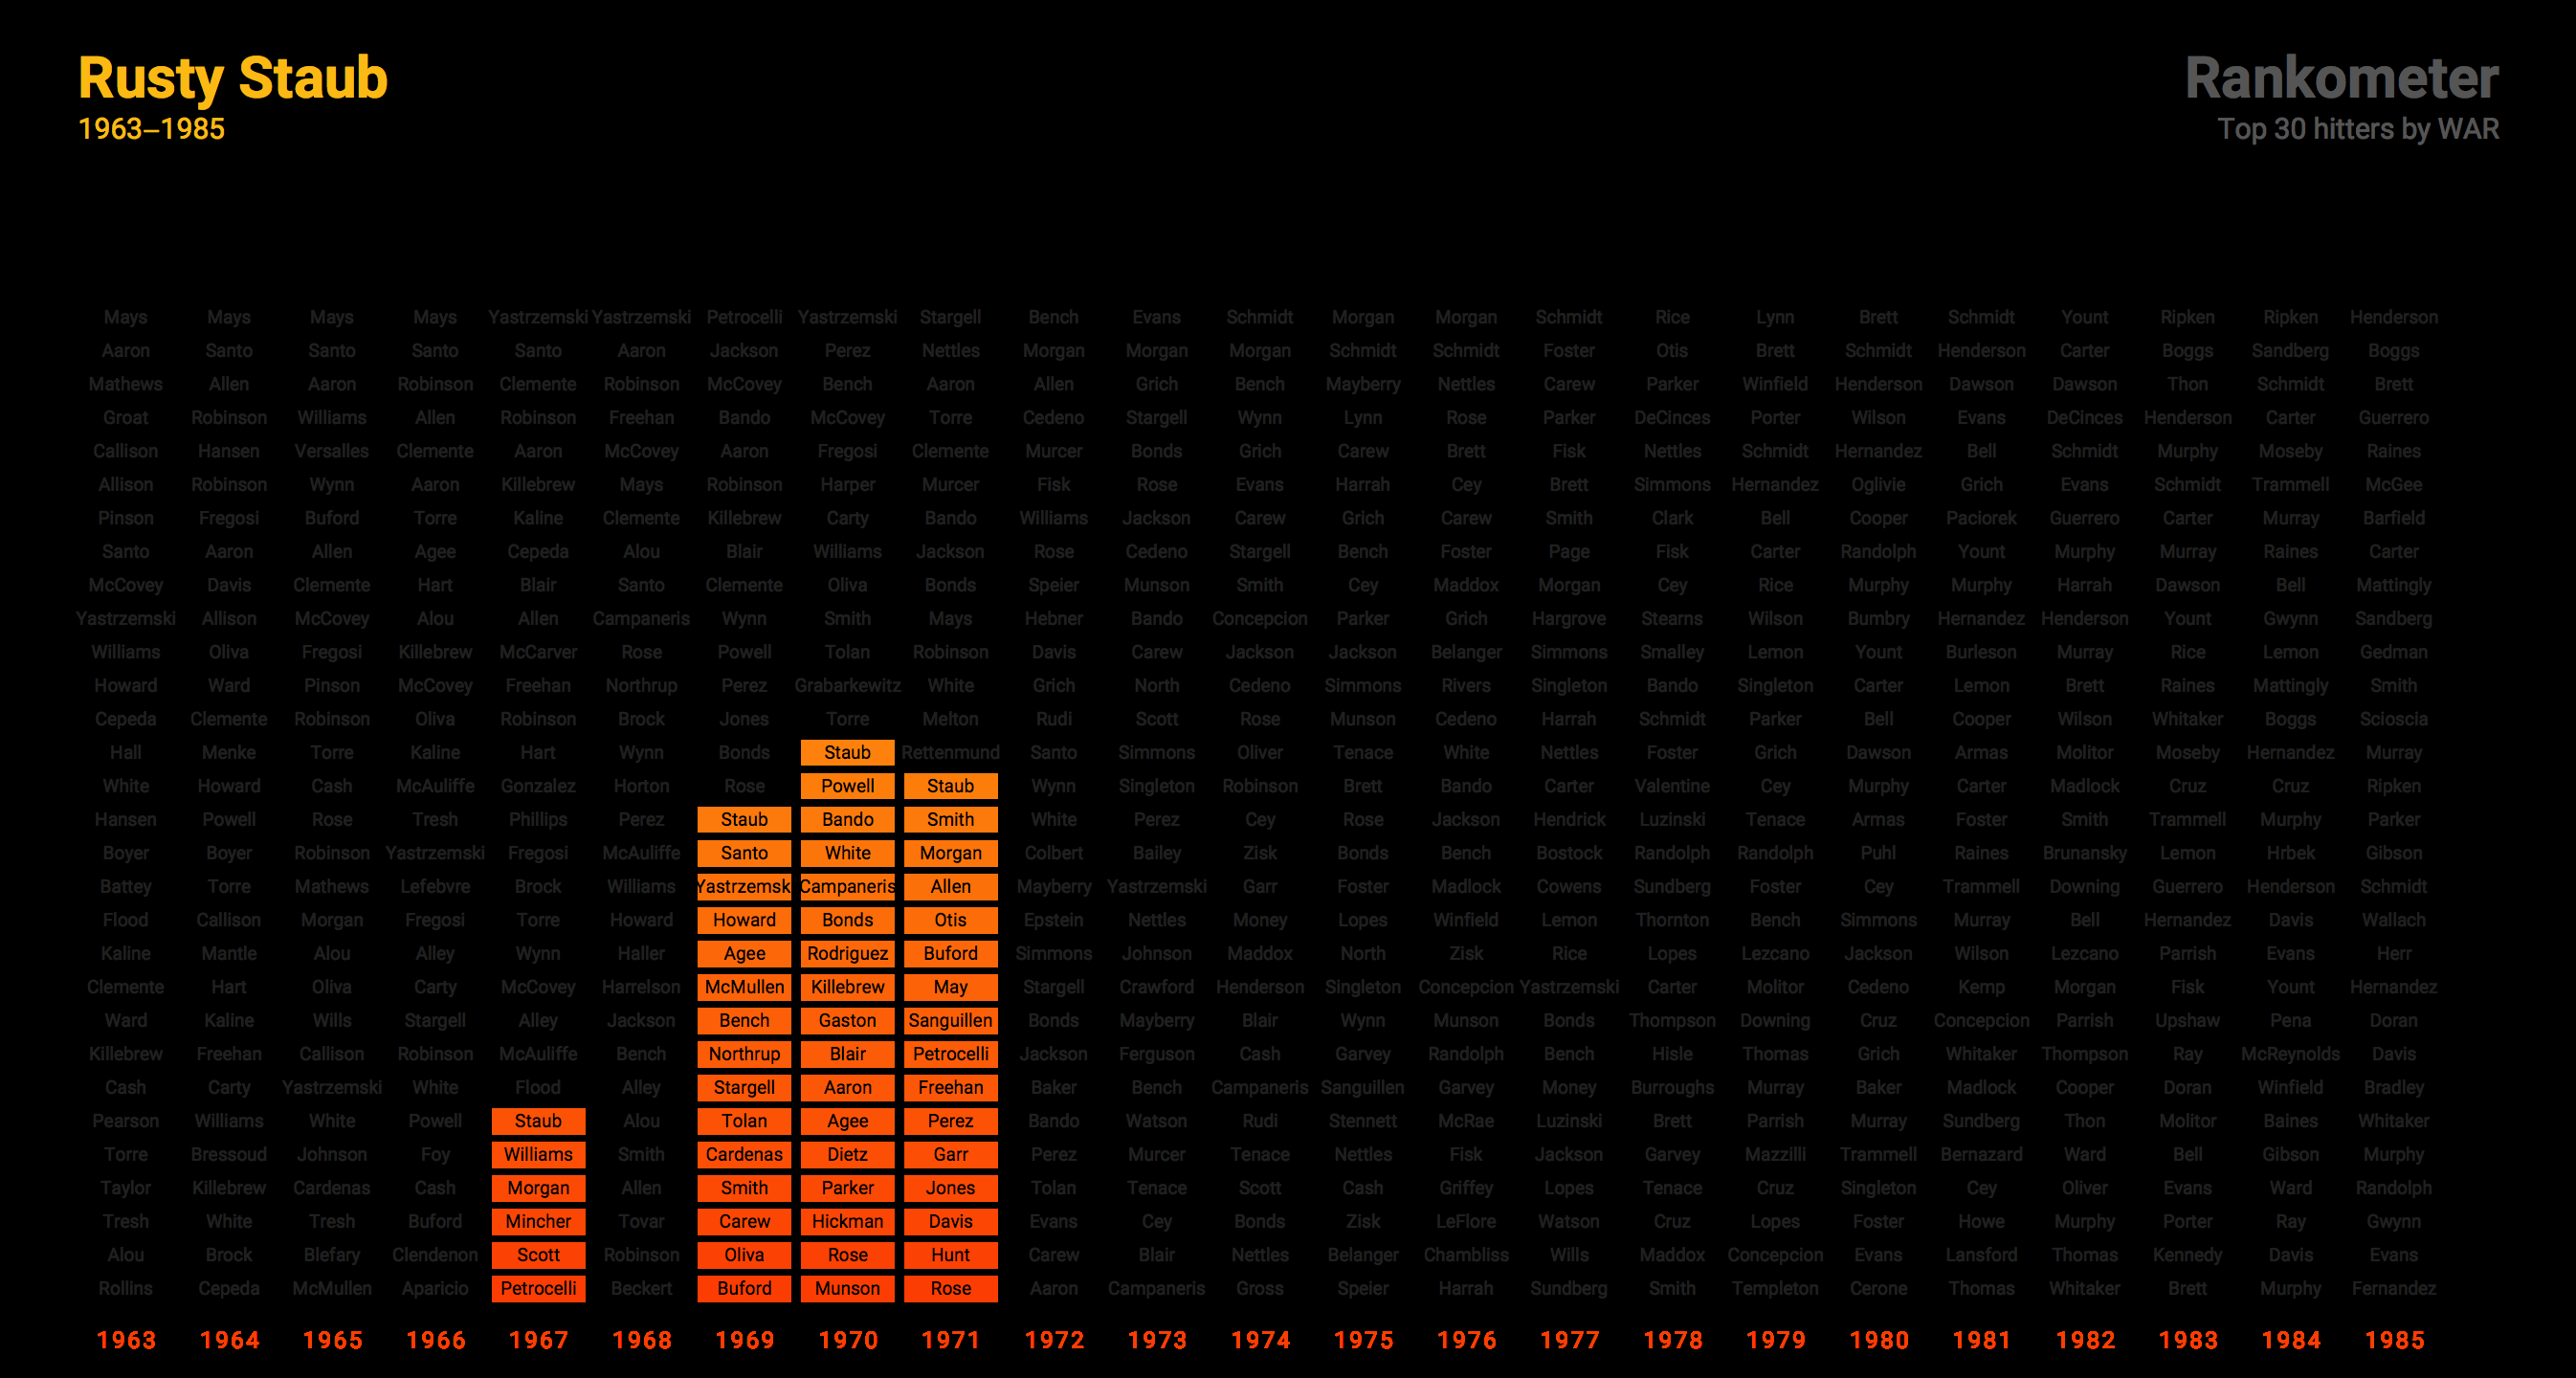 Rusty Staub
1963–1985
Rankometer
Top 30 hitters by WAR
Mays Mays Mays Mays Yastrzemski Yastrzemski Petrocelli Yastrzemski Stargell Bench Evans Schmidt Morgan Morgan Schmidt Rice Lynn Brett Schmidt Yount Ripken Ripken Henderson
Aaron Santo Santo Santo Santo Aaron Jackson Perez Nettles Morgan Morgan Morgan Schmidt Schmidt Foster Otis Brett Schmidt Henderson Carter Boggs Sandberg Boggs
Mathews Allen Aaron Robinson Clemente Robinson McCovey Bench Aaron Allen Grich Bench Mayberry Nettles Carew Parker Winfield Henderson Dawson Dawson Thon Schmidt Brett
Groat Robinson Williams Allen Robinson Freehan Bando McCovey Torre Cedeno Stargell Wynn Lynn Rose Parker DeCinces Porter Wilson Evans DeCinces Henderson Carter Guerrero
Callison Hansen Versalles Clemente Aaron McCovey Aaron Fregosi Clemente Murcer Bonds Grich Carew Brett Fisk Nettles Schmidt Hernandez Bell Schmidt Murphy Moseby Raines
Allison Robinson Wynn Aaron Killebrew Mays Robinson Harper Murcer Fisk Rose Evans Harrah Cey Brett Simmons Hernandez Oglivie Grich Evans Schmidt Trammell McGee
Pinson Fregosi Buford Torre Kaline Clemente Killebrew Carty Bando Williams Jackson Carew Grich Carew Smith Clark Bell Cooper Paciorek Guerrero Carter Murray Barfield
Santo Aaron Allen Agee Cepeda Alou Blair Williams Jackson Rose Cedeno Stargell Bench Foster Page Fisk Carter Randolph Yount Murphy Murray Raines Carter
McCovey Davis Clemente Hart Blair Santo Clemente Oliva Bonds Speier Munson Smith Cey Maddox Morgan Cey Rice Murphy Murphy Harrah Dawson Bell Mattingly
Yastrzemski Allison McCovey Alou Allen Campaneris Wynn Smith Mays Hebner Bando Concepcion Parker Grich Hargrove Stearns Wilson Bumbry Hernandez Henderson Yount Gwynn Sandberg
Williams Oliva Fregosi Killebrew McCarver Rose Powell Tolan Robinson Davis Carew Jackson Jackson Belanger Simmons Smalley Lemon Yount Burleson Murray Rice Lemon Gedman
Howard Ward Pinson McCovey Freehan Northrup Perez Grabarkewitz White Grich North Cedeno Simmons Rivers Singleton Bando Singleton Carter Lemon Brett Raines Mattingly Smith
Cepeda Clemente Robinson Oliva Robinson Brock Jones Torre Melton Rudi Scott Rose Munson Cedeno Harrah Schmidt Parker Bell Cooper Wilson Whitaker Boggs Scioscia
Hall Menke Torre Kaline Hart Wynn Bonds Staub Rettenmund Santo Simmons Oliver Tenace White Nettles Foster Grich Dawson Armas Molitor Moseby Hernandez Murray
White Howard Cash McAuliffe Gonzalez Horton Rose Powell Staub Wynn Singleton Robinson Brett Bando Carter Valentine Cey Murphy Carter Madlock Cruz Cruz Ripken
Hansen Powell Rose Tresh Phillips Perez Staub Bando Smith White Perez Cey Rose Jackson Hendrick Luzinski Tenace Armas Foster Smith Trammell Murphy Parker
Boyer Boyer Robinson Yastrzemski Fregosi McAuliffe Santo White Morgan Colbert Bailey Zisk Bonds Bench Bostock Randolph Randolph Puhl Raines Brunansky Lemon Hrbek Gibson
Battey Torre Mathews Lefebvre Brock Williams Yastrzemski Campaneris Allen Mayberry Yastrzemski Garr Foster Madlock Cowens Sundberg Foster Cey Trammell Downing Guerrero Henderson Schmidt
Flood Callison Morgan Fregosi Torre Howard Howard Bonds Otis Epstein Nettles Money Lopes Winfield Lemon Thornton Bench Simmons Murray Bell Hernandez Davis Wallach
Kaline Mantle Alou Alley Wynn Haller Agee Rodriguez Buford Simmons Johnson Maddox North Zisk Rice Lopes Lezcano Jackson Wilson Lezcano Parrish Evans Herr
Clemente Hart Oliva Carty McCovey Harrelson McMullen Killebrew May Stargell Crawford Henderson Singleton Concepcion Yastrzemski Carter Molitor Cedeno Kemp Morgan Fisk Yount Hernandez
Ward Kaline Wills Stargell Alley Jackson Bench Gaston Sanguillen Bonds Mayberry Blair Wynn Munson Bonds Thompson Downing Cruz Concepcion Parrish Upshaw Pena Doran
Killebrew Freehan Callison Robinson McAuliffe Bench Northrup Blair Petrocelli Jackson Ferguson Cash Garvey Randolph Bench Hisle Thomas Grich Whitaker Thompson Ray McReynolds Davis
Cash Carty Yastrzemski White Flood Alley Stargell Aaron Freehan Baker Bench Campaneris Sanguillen Garvey Money Burroughs Murray Baker Madlock Cooper Doran Winfield Bradley
Pearson Williams White Powell Staub Alou Tolan Agee Perez Bando Watson Rudi Stennett McRae Luzinski Brett Parrish Murray Sundberg Thon Molitor Baines Whitaker
Torre Bressoud Johnson Foy Williams Smith Cardenas Dietz Garr Perez Murcer Tenace Nettles Fisk Jackson Garvey Mazzilli Trammell Bernazard Ward Bell Gibson Murphy
Taylor Killebrew Cardenas Cash Morgan Allen Smith Parker Jones Tolan Tenace Scott Cash Griffey Lopes Tenace Cruz Singleton Cey Oliver Evans Ward Randolph
Tresh White Tresh Buford Mincher Tovar Carew Hickman Davis Evans Cey Bonds Zisk LeFlore Watson Cruz Lopes Foster Howe Murphy Porter Ray Gwynn
Alou Brock Blefary Clendenon Scott Robinson Oliva Rose Hunt Carew Blair Nettles Belanger Chambliss Wills Maddox Concepcion Evans Lansford Thomas Kennedy Davis Evans
Rollins Cepeda McMullen Aparicio Petrocelli Beckert Buford Munson Rose Aaron Campaneris Gross Speier Harrah Sundberg Smith Templeton Cerone Thomas Whitaker Brett Murphy Fernandez
1963 1964 1965 1966 1967 1968 1969 1970 1971 1972 1973 1974 1975 1976 1977 1978 1979 1980 1981 1982 1983 1984 1985